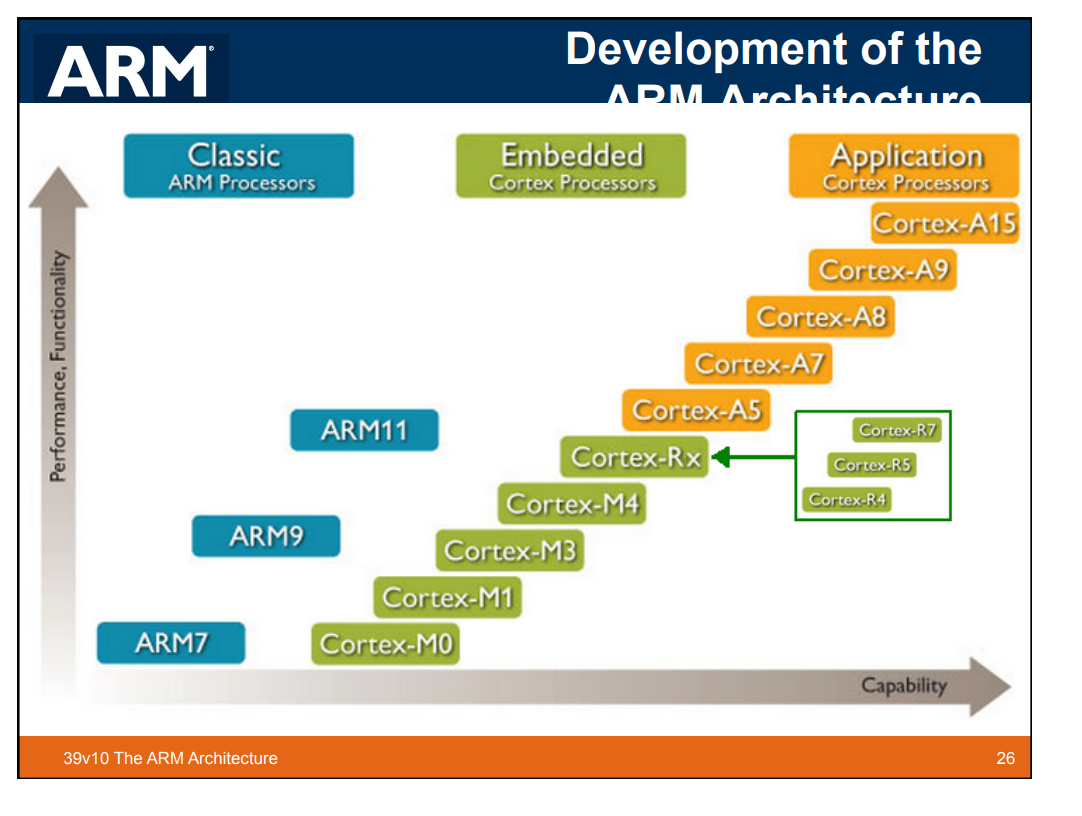 ARM®
Development of the
ARM Architecture
Classic
ARM Processors
Embedded
Cortex Processors
Application
Cortex Processors
Cortex-A15
Cortex-A9
Cortex-A8
Cortex-A7
Cortex-A5
Cortex-R7
ARM11
Cortex-Rx
Cortex-R5
Cortex-R4
Cortex-M4
ARM9
Cortex-M3
Cortex-M1
ARM7
Cortex-M0
Performance, Functionality
Capability
39v10 The ARM Architecture
26